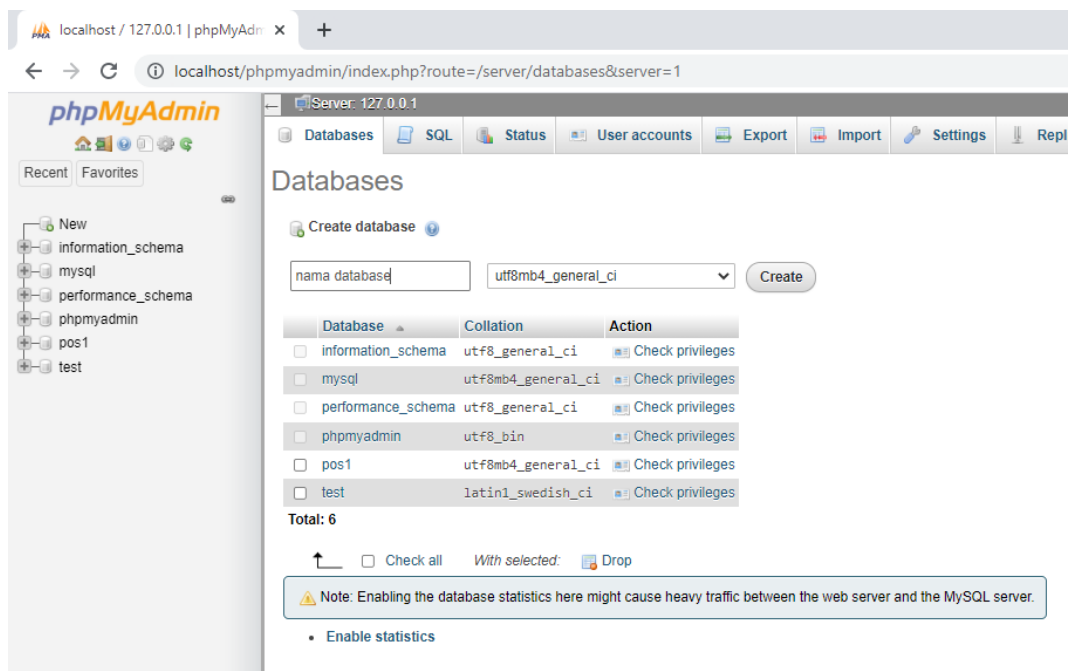 localhost / 127.0.0.1 | phpMyAdm
localhost/phpmyadmin/index.php?route=/server/databases&server=1
phpMyAdmin
Recent Favorites
New
information_schema
mysql
performance_schema
phpmyadmin
pos1
test
Server: 127.0.0.1
Databases SQL Status User accounts Export Import Settings Repl
Databases
Create database
nama database utf8mb4_general_ci Create
Database Collation Action
information_schema utf8_general_ci Check privileges
mysql utf8mb4_general_ci Check privileges
performance_schema utf8_general_ci Check privileges
phpmyadmin utf8_bin Check privileges
pos1 utf8mb4_general_ci Check privileges
test latin1_swedish_ci Check privileges
Total: 6
Check all With selected: Drop
Note: Enabling the database statistics here might cause heavy traffic between the web server and the MySQL server.
• Enable statistics